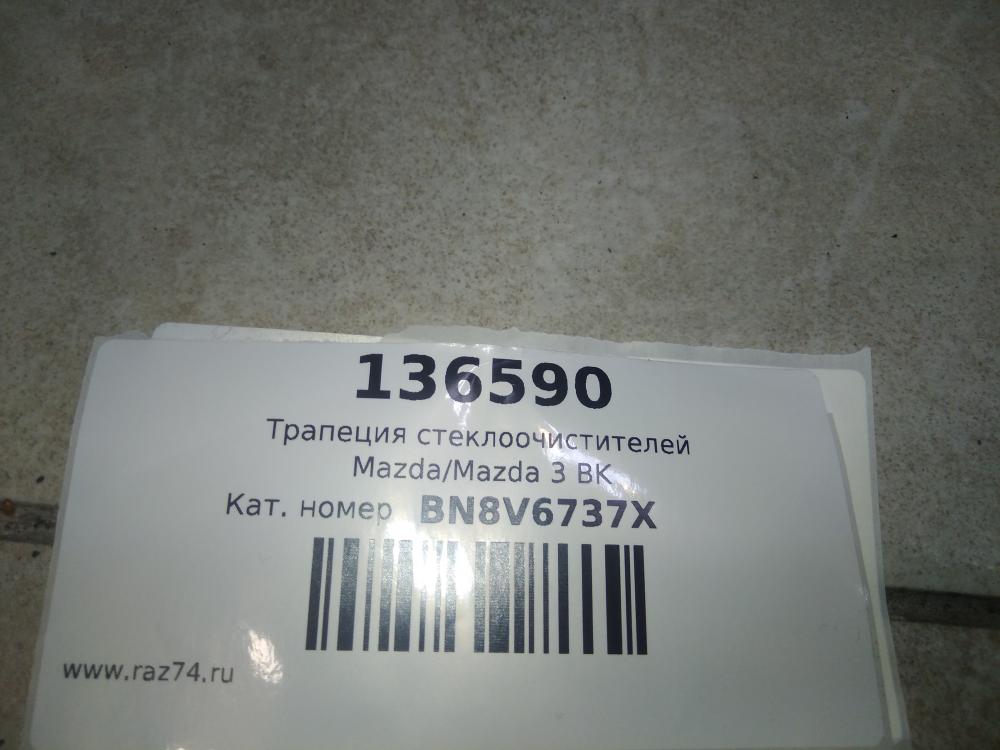 136590
Трапеция стеклоочистителей
Mazda/Mazda 3 BK
Кат. номер BN8V6737X
www.raz74.ru